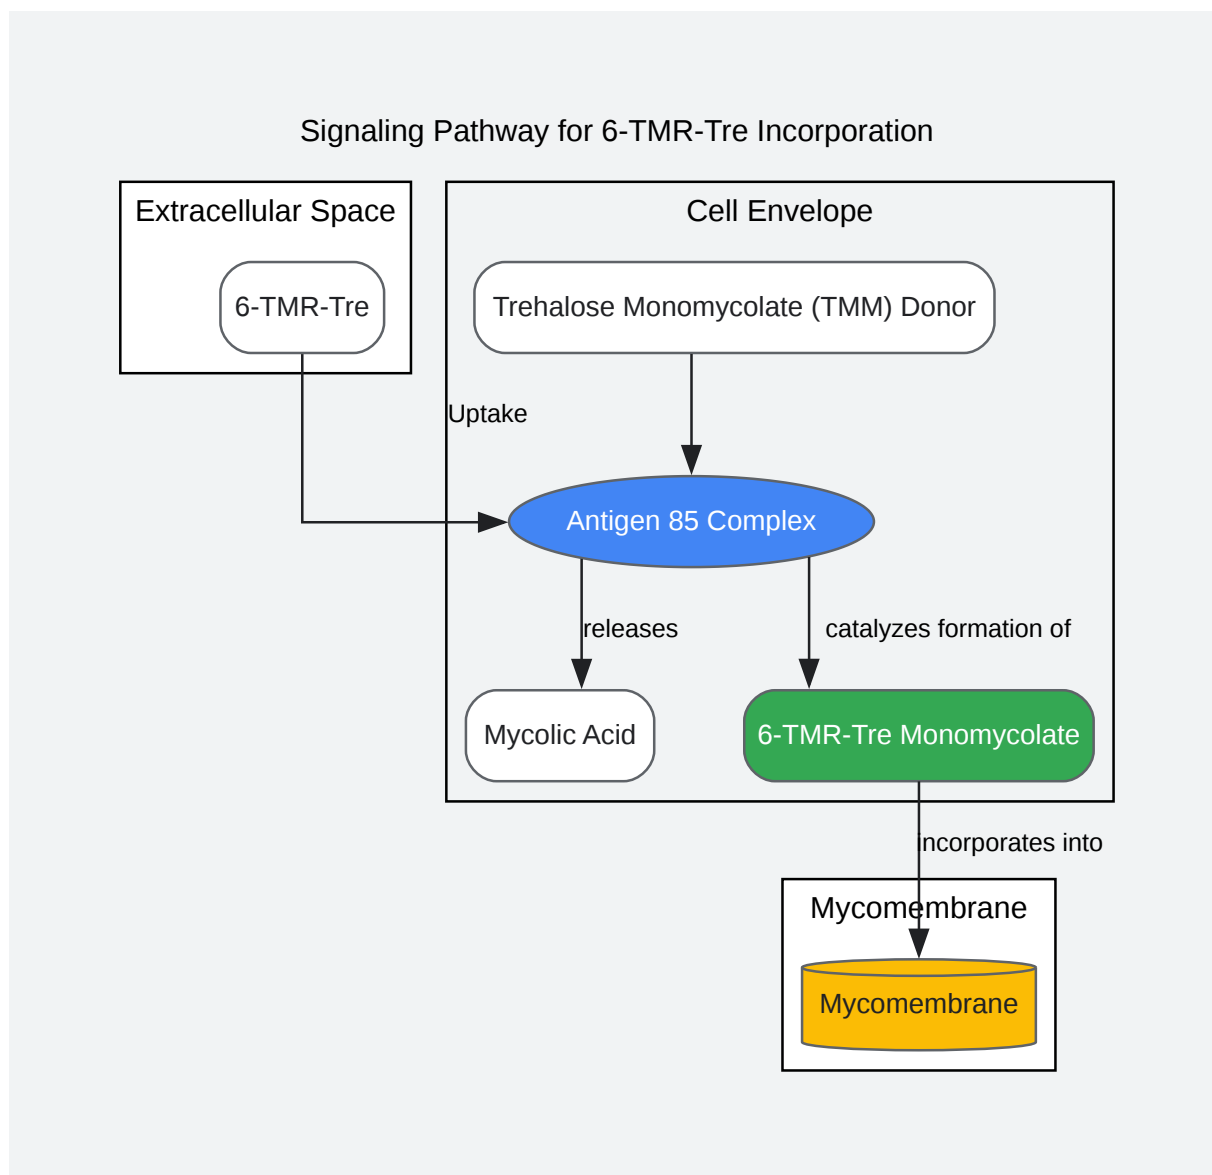 Signaling Pathway for 6-TMR-Tre Incorporation
Extracellular Space
Cell Envelope
6-TMR-Tre
Trehalose Monomycolate (TMM) Donor
Uptake
Antigen 85 Complex
releases
catalyzes formation of
Mycolic Acid
6-TMR-Tre Monomycolate
incorporates into
Mycomembrane
Mycomembrane